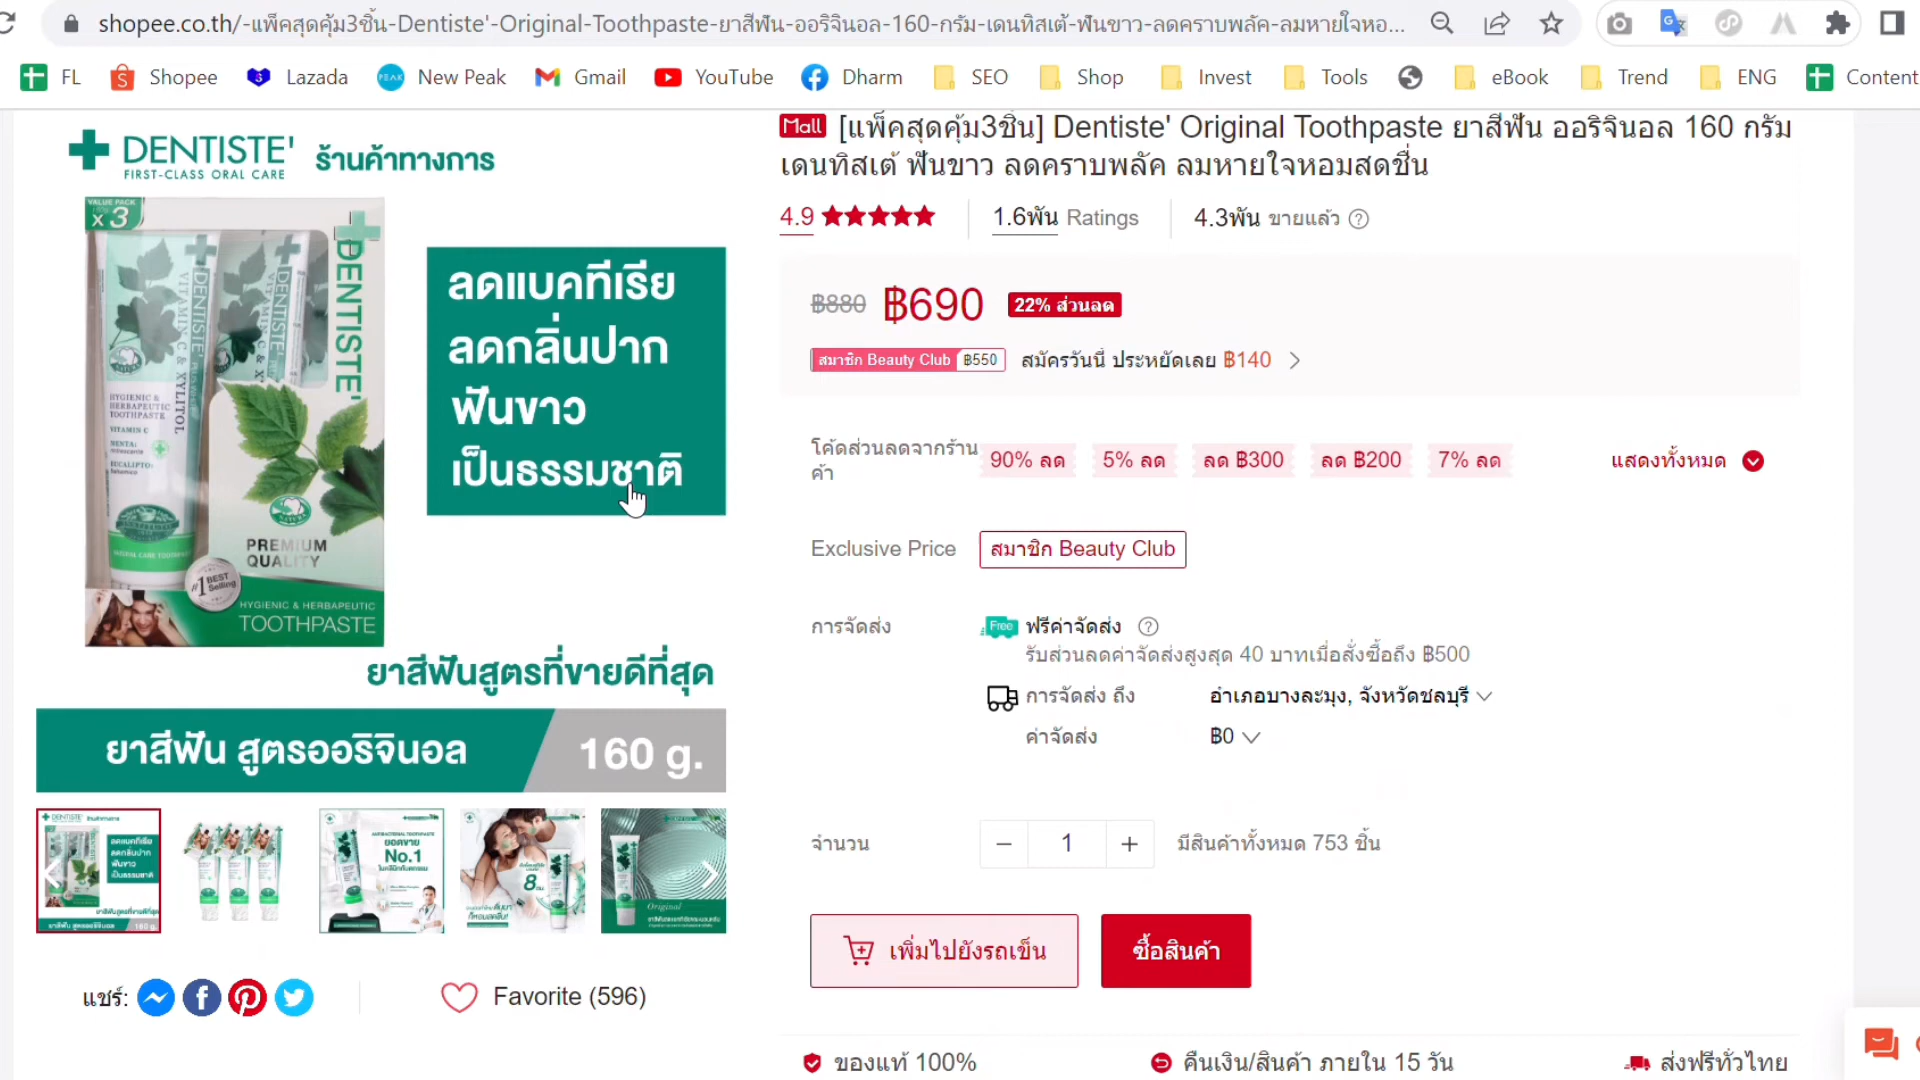 shopee.co.th/-แพ็คสุดคุ้ม3ชิ้น-Dentiste'-Original-Toothpaste-ยาสีฟัน-ออริจินอล-160-กรัม-เดนทิสเต้-ฟันขาว-ลดคราบพลัค-ลมหายใจหอ...
FL Shopee Lazada New Peak Gmail YouTube Dharm SEO Shop Invest Tools eBook Trend ENG Content
DENTISTE' ร้านค้าทางการ
FIRST-CLASS ORAL CARE
VALUE PACK
x 3
DENTISTE'
VITAMIN C & XYLITOL
HYGIENIC &
HERBAPEUTIC
TOOTHPASTE
VITAMIN C
PREMIUM
QUALITY
#1 BEST
Selling
HYGIENIC & HERBAPEUTIC
TOOTHPASTE
ลดแบคทีเรีย
ลดกลิ่นปาก
ฟันขาว
เป็นธรรมชาติ
ยาสีฟันสูตรที่ขายดีที่สุด
ยาสีฟัน สูตรออริจินอล 160 g.
ยอดขาย
No.1
8
Original
แชร์:
Favorite (596)
Mall [แพ็คสุดคุ้ม3ชิ้น] Dentiste' Original Toothpaste ยาสีฟัน ออริจินอล 160 กรัม
เดนทิสเต้ ฟันขาว ลดคราบพลัค ลมหายใจหอมสดชื่น
4.9 1.6พัน Ratings 4.3พัน ขายแล้ว ?
฿880 ฿690 22% ส่วนลด
สมาชิก Beauty Club ฿550 สมัครวันนี้ ประหยัดเลย ฿140
โค้ดส่วนลดจากร้าน
ค้า
90% ลด 5% ลด ลด ฿300 ลด ฿200 7% ลด แสดงทั้งหมด
Exclusive Price สมาชิก Beauty Club
การจัดส่ง Free ฟรีค่าจัดส่ง ?
รับส่วนลดค่าจัดส่งสูงสุด 40 บาทเมื่อสั่งซื้อถึง ฿500
การจัดส่ง ถึง อำเภอบางละมุง, จังหวัดชลบุรี
ค่าจัดส่ง ฿0
จำนวน 1 มีสินค้าทั้งหมด 753 ชิ้น
เพิ่มไปยังรถเข็น ซื้อสินค้า
ของแท้ 100% คืนเงิน/สินค้า ภายใน 15 วัน ส่งฟรีทั่วไทย